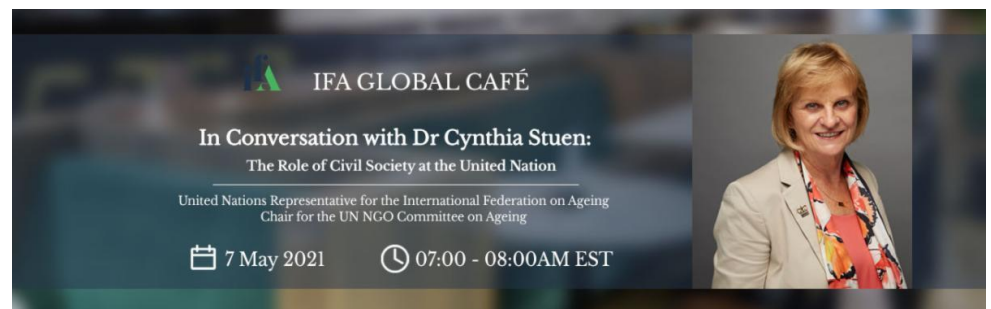 ifA
IFA GLOBAL CAFÉ
In Conversation with Dr Cynthia Stuen:
The Role of Civil Society at the United Nation
United Nations Representative for the International Federation on Ageing
Chair for the UN NGO Committee on Ageing
7 May 2021
07:00 - 08:00AM EST